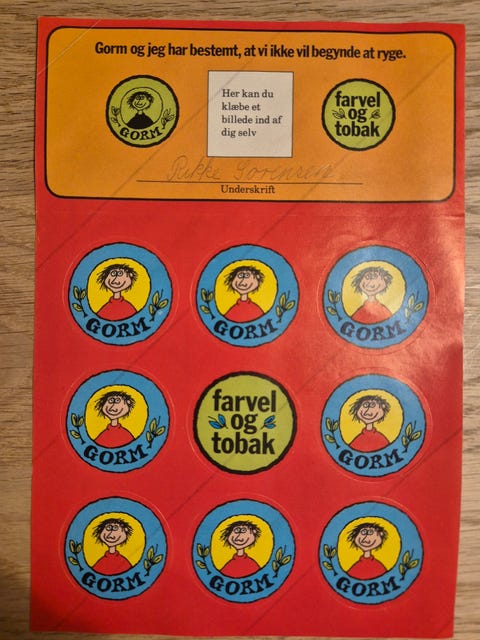 Gorm og jeg har bestemt, at vi ikke vil begynde at ryge.
GORM
Her kan du
klæbe et
billede ind af
dig selv
farvel
og
tobak
Rikke Sorensen
Underskrift
GORM
GORM
GORM
GORM
farvel
og
tobak
GORM
GORM
GORM
GORM